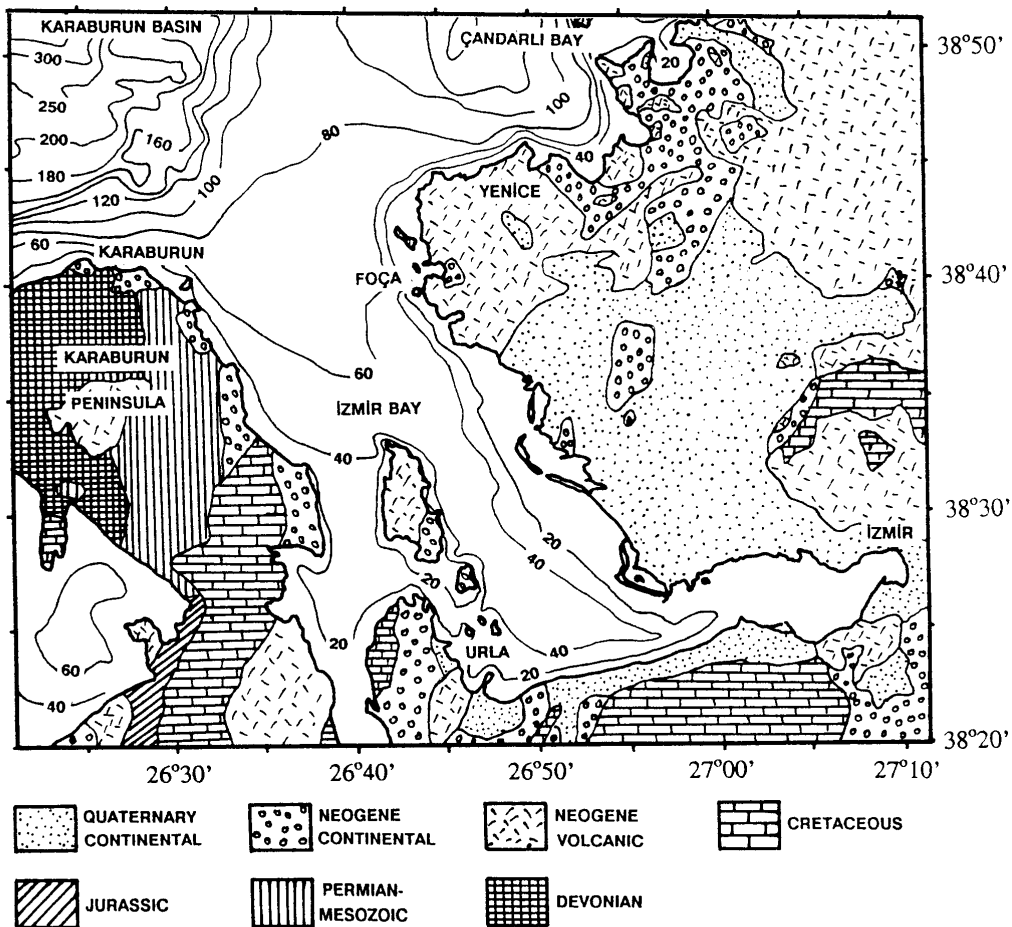 KARABURUN BASIN
ÇANDARLI BAY
300
250
200
180
160
120
100
80
100
20
40
38°50'
60
KARABURUN
YENİCE
FOÇA
38°40'
KARABURUN
PENINSULA
60
İZMİR BAY
40
38°30'
İZMİR
20
40
20
20
60
40
URLA
40
20
38°20'
26°30'
26°40'
26°50'
27°00'
27°10'
QUATERNARY
CONTINENTAL
NEOGENE
CONTINENTAL
NEOGENE
VOLCANIC
CRETACEOUS
JURASSIC
PERMIAN-
MESOZOIC
DEVONIAN